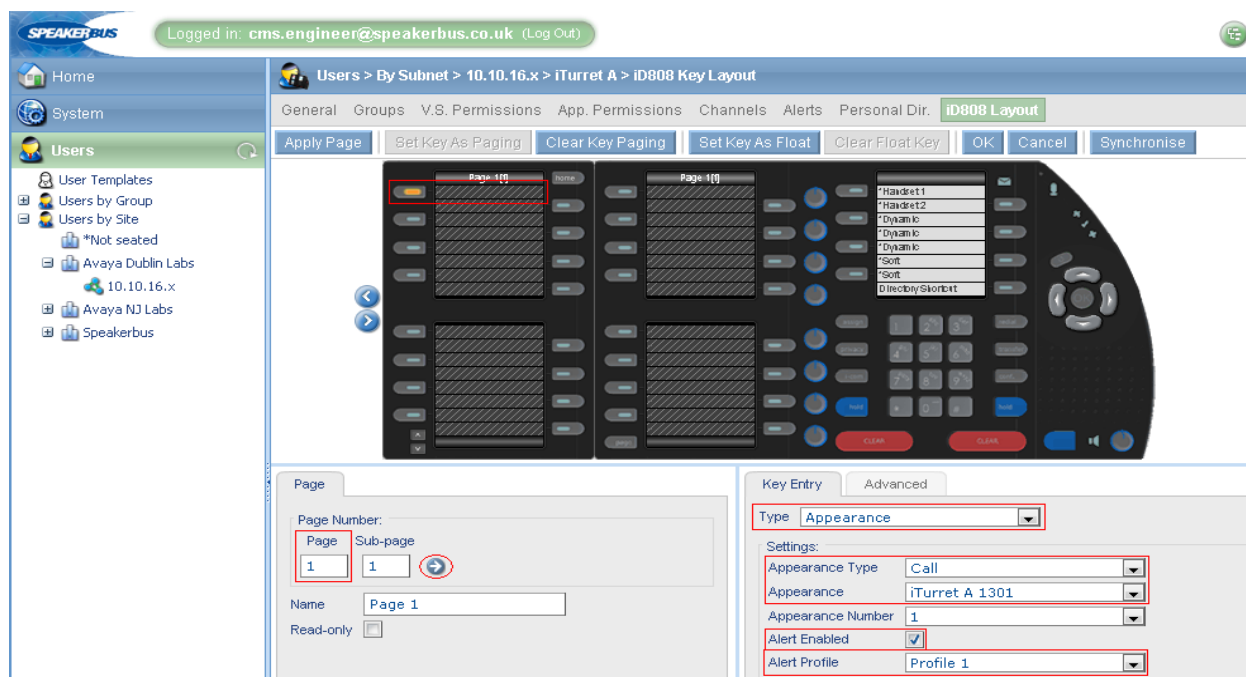 SPEAKERBUS
Logged in: cms.engineer@speakerbus.co.uk (Log Out)
Home
System
Users
User Templates
Users by Group
Users by Site
*Not seated
Avaya Dublin Labs
10.10.16.x
Avaya NJ Labs
Speakerbus
Users > By Subnet > 10.10.16.x > iTurret A > iD808 Key Layout
General Groups V.S. Permissions App. Permissions Channels Alerts Personal Dir. iD808 Layout
Apply Page Set Key As Paging Clear Key Paging Set Key As Float Clear Float Key OK Cancel Synchronise
Page 1[1] home Page 1[1]
*Handset1
*Handset2
*Dynamic
*Dynamic
*Dynamic
*Soft
*Soft
DirectoryShortcut
1 2 3
4 5 6
7 8 9
hold * 0 # hold
page CLEAR CLEAR
Page
Page Number:
Page Sub-page
1 1
Name Page 1
Read-only
Key Entry Advanced
Type Appearance
Settings:
Appearance Type Call
Appearance iTurret A 1301
Appearance Number 1
Alert Enabled
Alert Profile Profile 1